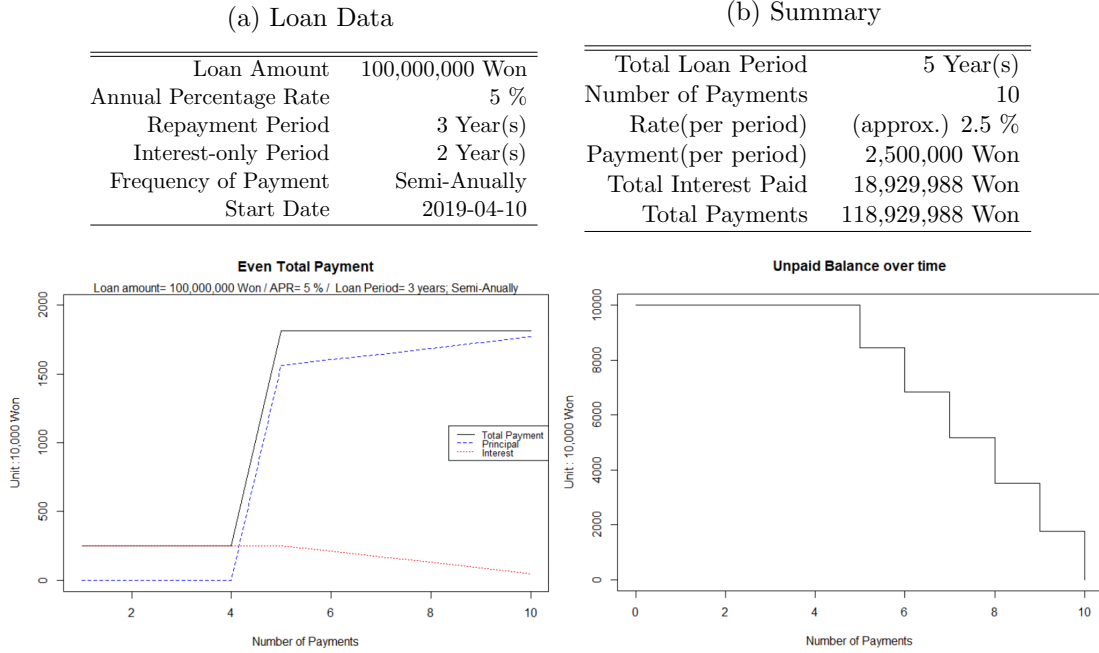 (a) Loan Data
Loan Amount 100,000,000 Won
Annual Percentage Rate 5 %
Repayment Period 3 Year(s)
Interest-only Period 2 Year(s)
Frequency of Payment Semi-Anually
Start Date 2019-04-10
(b) Summary
Total Loan Period 5 Year(s)
Number of Payments 10
Rate(per period) (approx.) 2.5 %
Payment(per period) 2,500,000 Won
Total Interest Paid 18,929,988 Won
Total Payments 118,929,988 Won
Even Total Payment
Loan amount= 100,000,000 Won / APR= 5 % / Loan Period= 3 years; Semi-Anually
Unit: 10,000 Won
2000
1500
1000
500
0
Total Payment
Principal
Interest
2 4 6 8 10
Number of Payments
Unpaid Balance over time
Unit : 10,000 Won
10000
8000
6000
4000
2000
0
0 2 4 6 8 10
Number of Payments